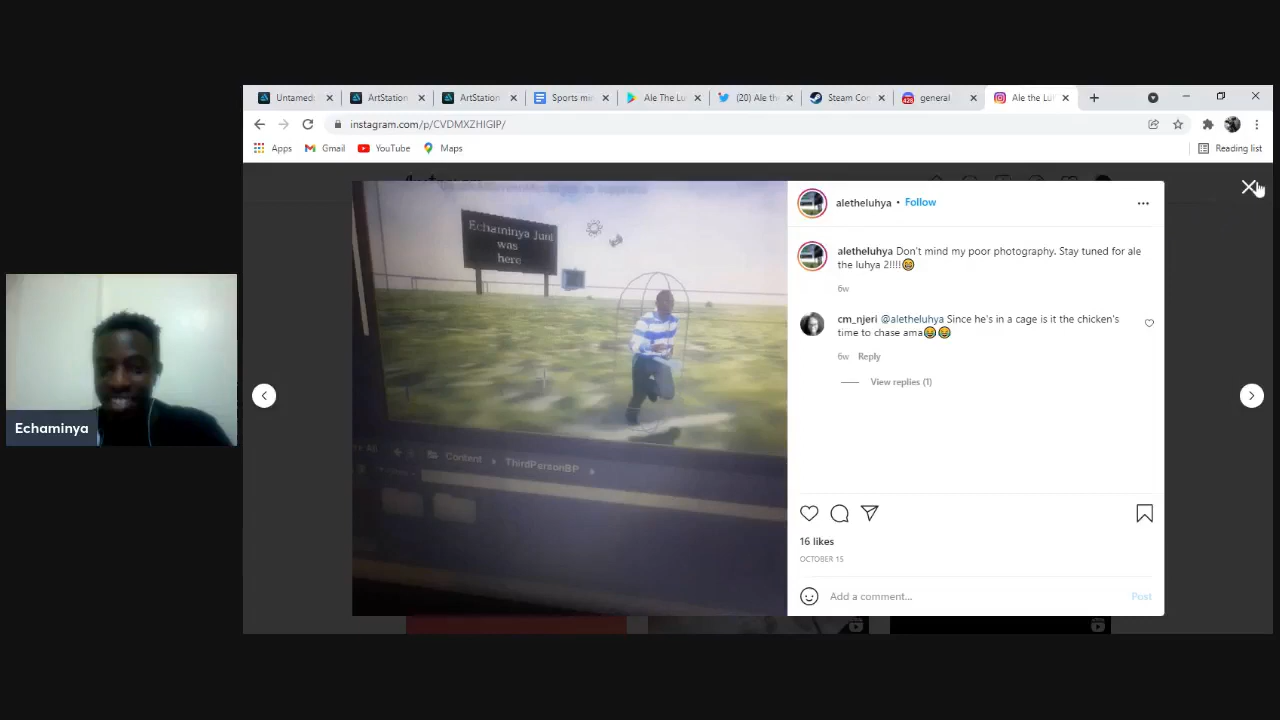 Untamed:
ArtStation
ArtStation
Sports mi
Ale The Lu
(20) Ale th
Steam Co
general
Ale the Lu
instagram.com/p/CVDMXZHIGIP/
Apps
Gmail
YouTube
Maps
Reading list
aletheluhya • Follow
Echaminya Juni
was
here
aletheluhya Don't mind my poor photography. Stay tuned for ale
the luhya 2!!!!😁
6w
cm_njeri @aletheluhya Since he's in a cage is it the chicken's
time to chase ama😂😂
6w Reply
View replies (1)
Echaminya
Content
ThirdPersonBP
16 likes
OCTOBER 15
Add a comment...
Post